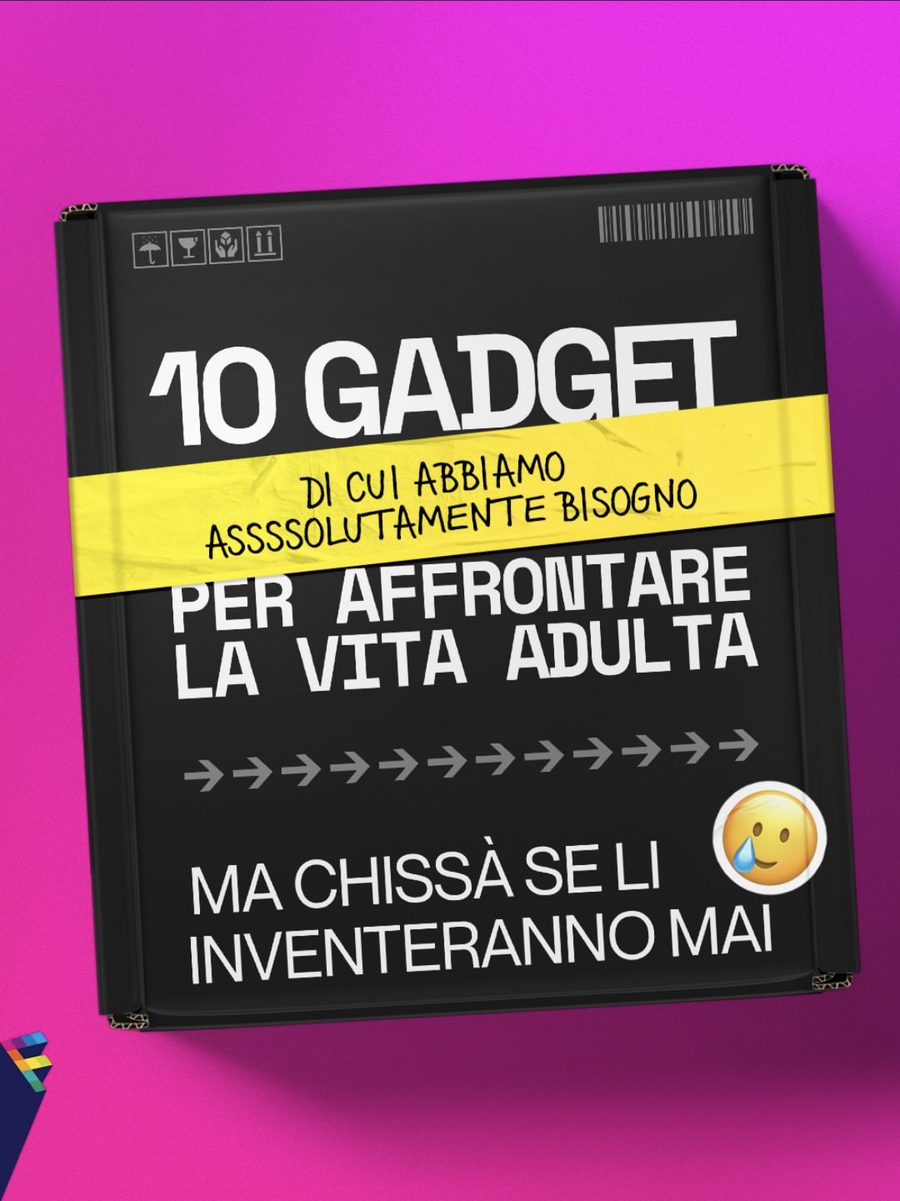 10 GADGET
DI CUI ABBIAMO
ASSSSOLUTAMENTE BISOGNO
PER AFFRONTARE
LA VITA ADULTA
MA CHISSÀ SE LI
INVENTERANNO MAI